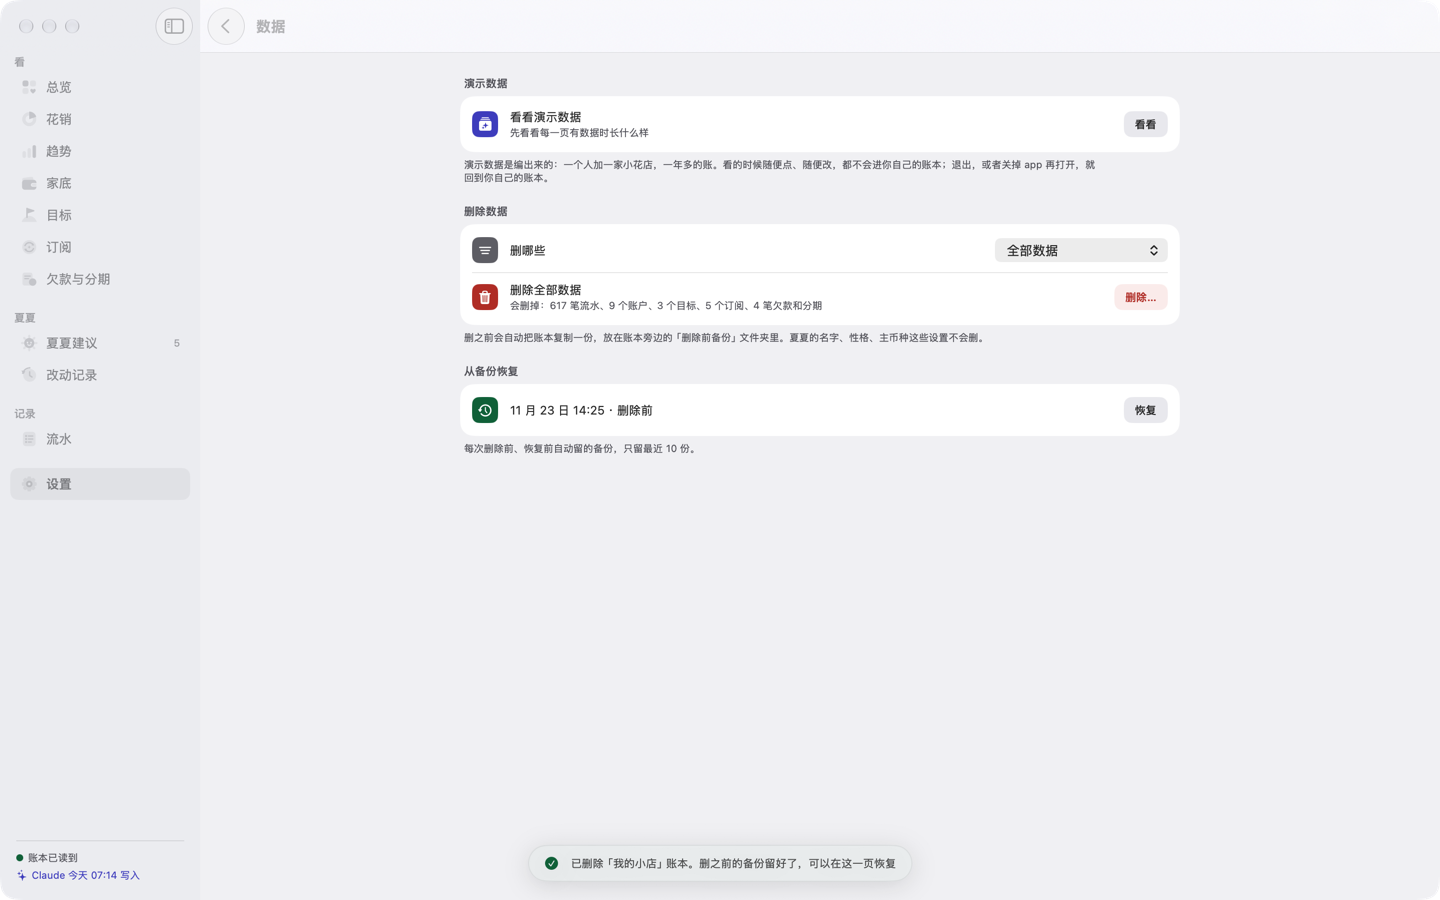 数据
看
总览
花销
趋势
家底
目标
订阅
欠款与分期
夏夏
夏夏建议 5
改动记录
记录
流水
设置
账本已读到
Claude 今天 07:14 写入
演示数据
看看演示数据
先看看每一页有数据时长什么样
看看
演示数据是编出来的：一个人加一家小花店，一年多的账。看的时候随便点、随便改，都不会进你自己的账本；退出，或者关掉 app 再打开，就
回到你自己的账本。
删除数据
删哪些
全部数据
删除全部数据
会删掉：617 笔流水、9 个账户、3 个目标、5 个订阅、4 笔欠款和分期
删除...
删之前会自动把账本复制一份，放在账本旁边的「删除前备份」文件夹里。夏夏的名字、性格、主币种这些设置不会删。
从备份恢复
11 月 23 日 14:25 · 删除前
恢复
每次删除前、恢复前自动留的备份，只留最近 10 份。
已删除「我的小店」账本。删之前的备份留好了，可以在这一页恢复